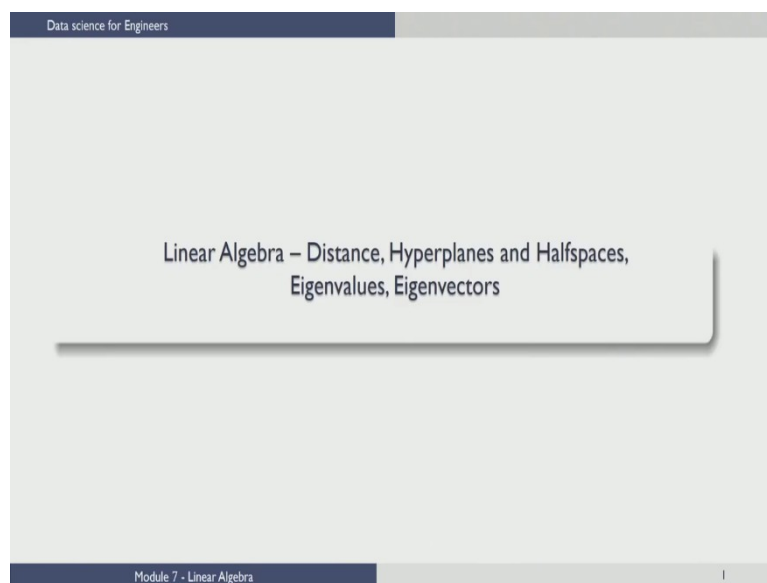 Data science for Engineers
Linear Algebra – Distance, Hyperplanes and Halfspaces,
Eigenvalues, Eigenvectors
Module 7 - Linear Algebra
1